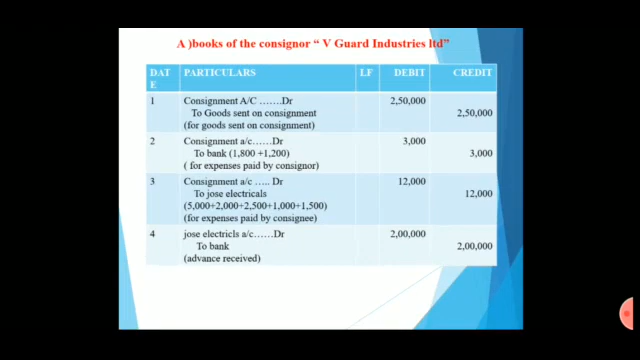 A )books of the consignor “ V Guard Industries ltd”
DAT
E
PARTICULARS
LF
DEBIT
CREDIT
1
Consignment A/C …….Dr
To Goods sent on consignment
(for goods sent on consignment)
2,50,000
2,50,000
2
Consignment a/c……Dr
To bank (1,800 +1,200)
( for expenses paid by consignor)
3,000
3,000
3
Consignment a/c ….. Dr
To jose electricals
(5,000+2,000+2,500+1,000+1,500)
(for expenses paid by consignee)
12,000
12,000
4
jose electricls a/c……Dr
To bank
(advance received)
2,00,000
2,00,000